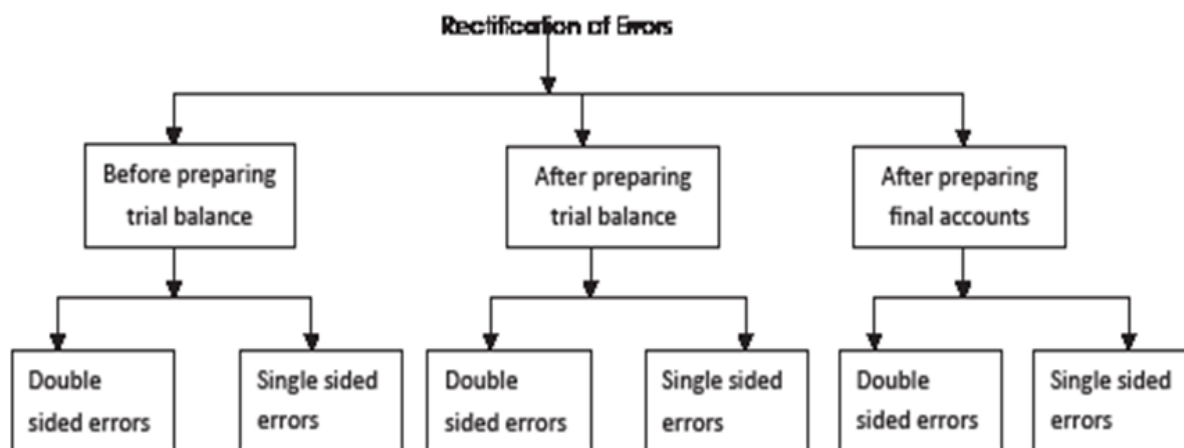 Rectification of Errors
Before preparing
trial balance
After preparing
trial balance
After preparing
final accounts
Double
sided errors
Single sided
errors
Double
sided errors
Single sided
errors
Double
sided errors
Single sided
errors